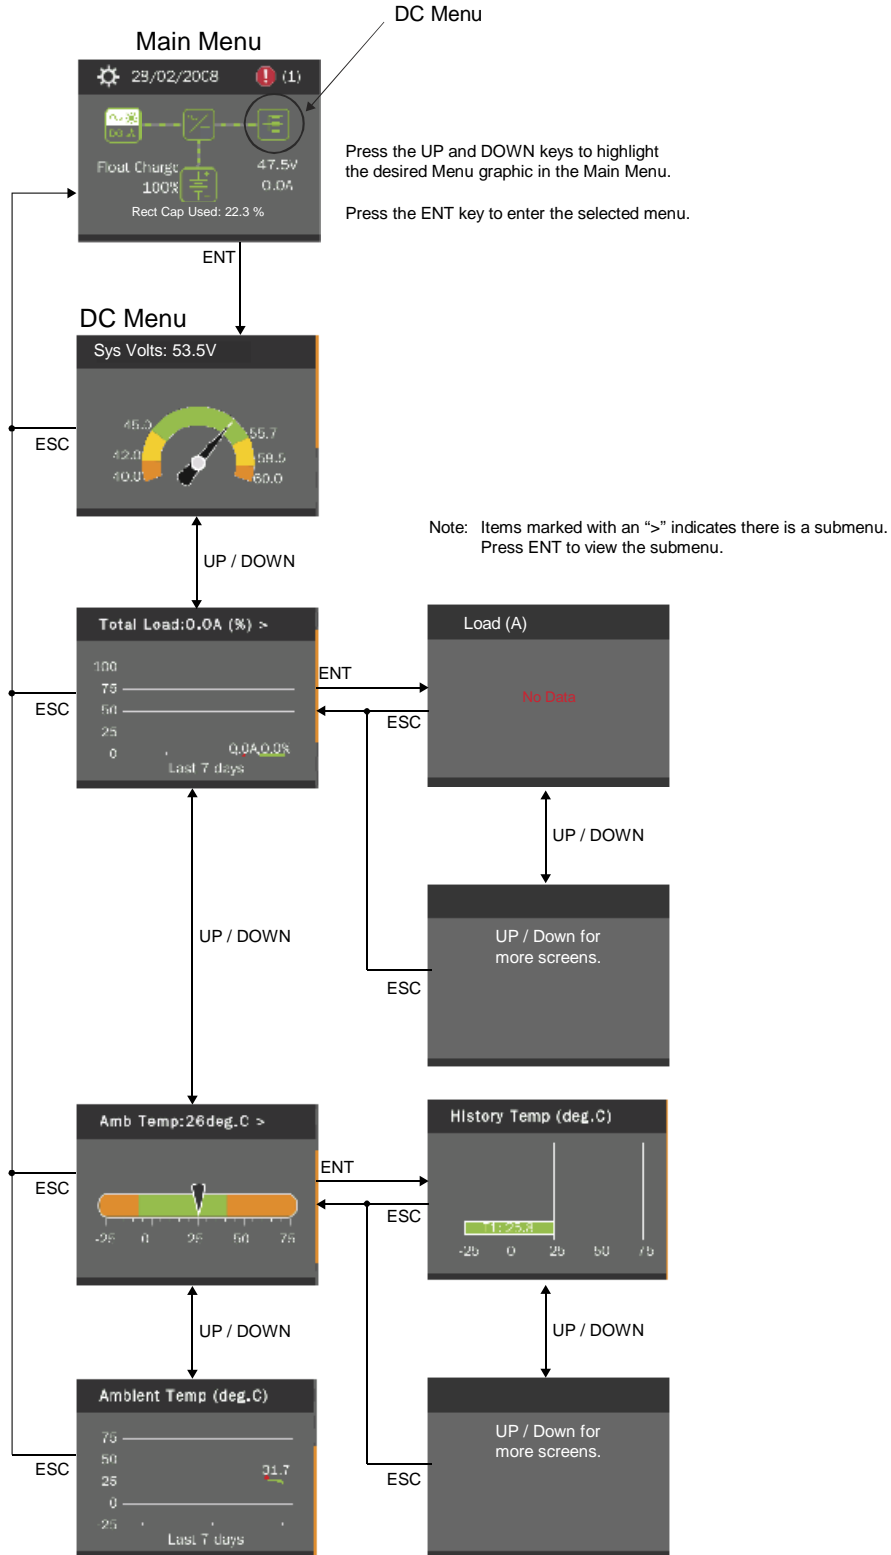 DC Menu
Main Menu
28/02/2008 (1)
Float Charge 47.5V
100% 0.0A
Rect Cap Used: 22.3 %
Press the UP and DOWN keys to highlight
the desired Menu graphic in the Main Menu.
Press the ENT key to enter the selected menu.
ENT
DC Menu
Sys Volts: 53.5V
45.0 55.7
42.0 58.5
40.0 60.0
ESC
UP / DOWN
Note: Items marked with an “>” indicates there is a submenu.
Press ENT to view the submenu.
Total Load:0.0A (%) >
100
75
50
25
0
0.0A,0.0%
Last 7 days
ESC
ENT
ESC
Load (A)
No Data
UP / DOWN
UP / DOWN
UP / Down for
more screens.
ESC
Amb Temp:26deg.C >
-25 0 25 50 75
ESC
ENT
ESC
History Temp (deg.C)
T1: 25.8
-25 0 25 50 75
UP / DOWN
UP / DOWN
Ambient Temp (deg.C)
75
50
25
0
-25
31.7
Last 7 days
ESC
UP / Down for
more screens.
ESC